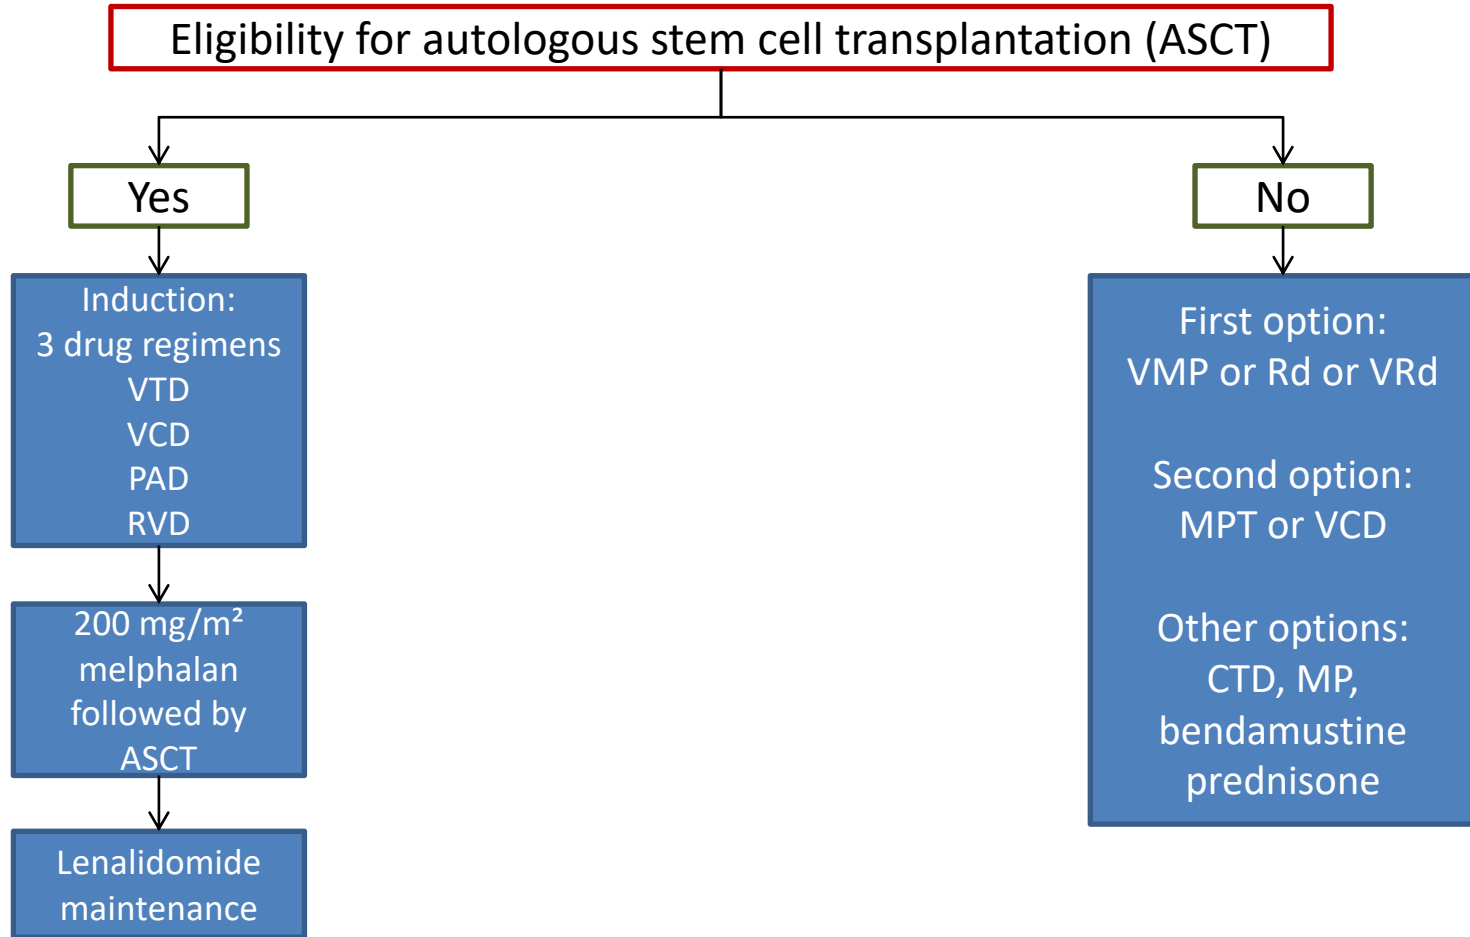 Eligibility for autologous stem cell transplantation (ASCT)
Yes
No
Induction:
3 drug regimens
VTD
VCD
PAD
RVD
200 mg/m²
melphalan
followed by
ASCT
Lenalidomide
maintenance
First option:
VMP or Rd or VRd
Second option:
MPT or VCD
Other options:
CTD, MP,
bendamustine
prednisone